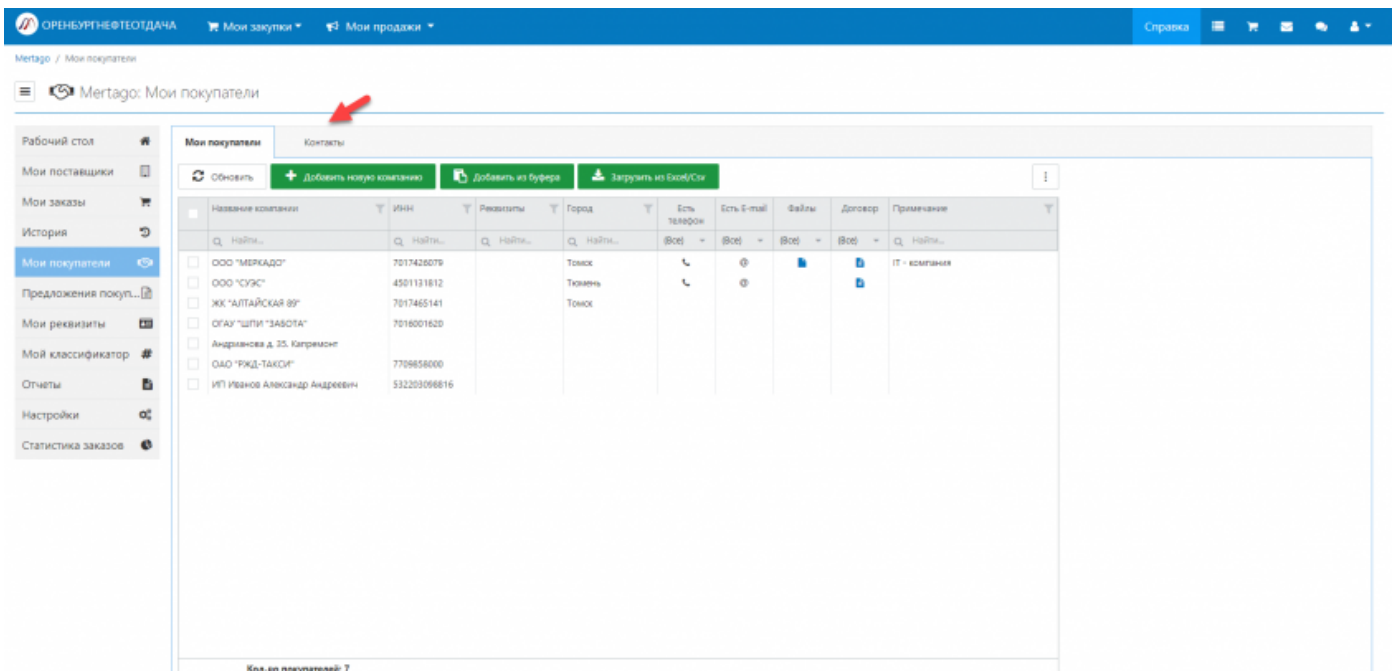 ОРЕНБУРГНЕФТЕОТДАЧА Мои закупки Мои продажи Справка
Mertago / Мои покупатели
Mertago: Мои покупатели
Рабочий стол
Мои поставщики
Мои заказы
История
Мои покупатели
Предложения покуп...
Мои реквизиты
Мой классификатор
Отчеты
Настройки
Статистика заказов
Мои покупатели Контакты
Обновить Добавить новую компанию Добавить из буфера Загрузить из Excel/Csv
Название компании ИНН Реквизиты Город Есть телефон Есть E-mail Файлы Договор Примечание
Найти... Найти... Найти... Найти... (Все) (Все) (Все) (Все) Найти...
ООО "МЕРКАДО" 7017426079 Томск @ IT - компания
ООО "СУЭС" 4501131812 Тюмень @
ЖК "АЛТАЙСКАЯ 89" 7017465141 Томск
ОГАУ "ШПИ "ЗАБОТА" 7016001620
Андрианова д. 35. Капремонт
ОАО "РЖД-ТАКСИ" 7709858000
ИП Иванов Александр Андреевич 532203098816
Кол-во покупателей: 7